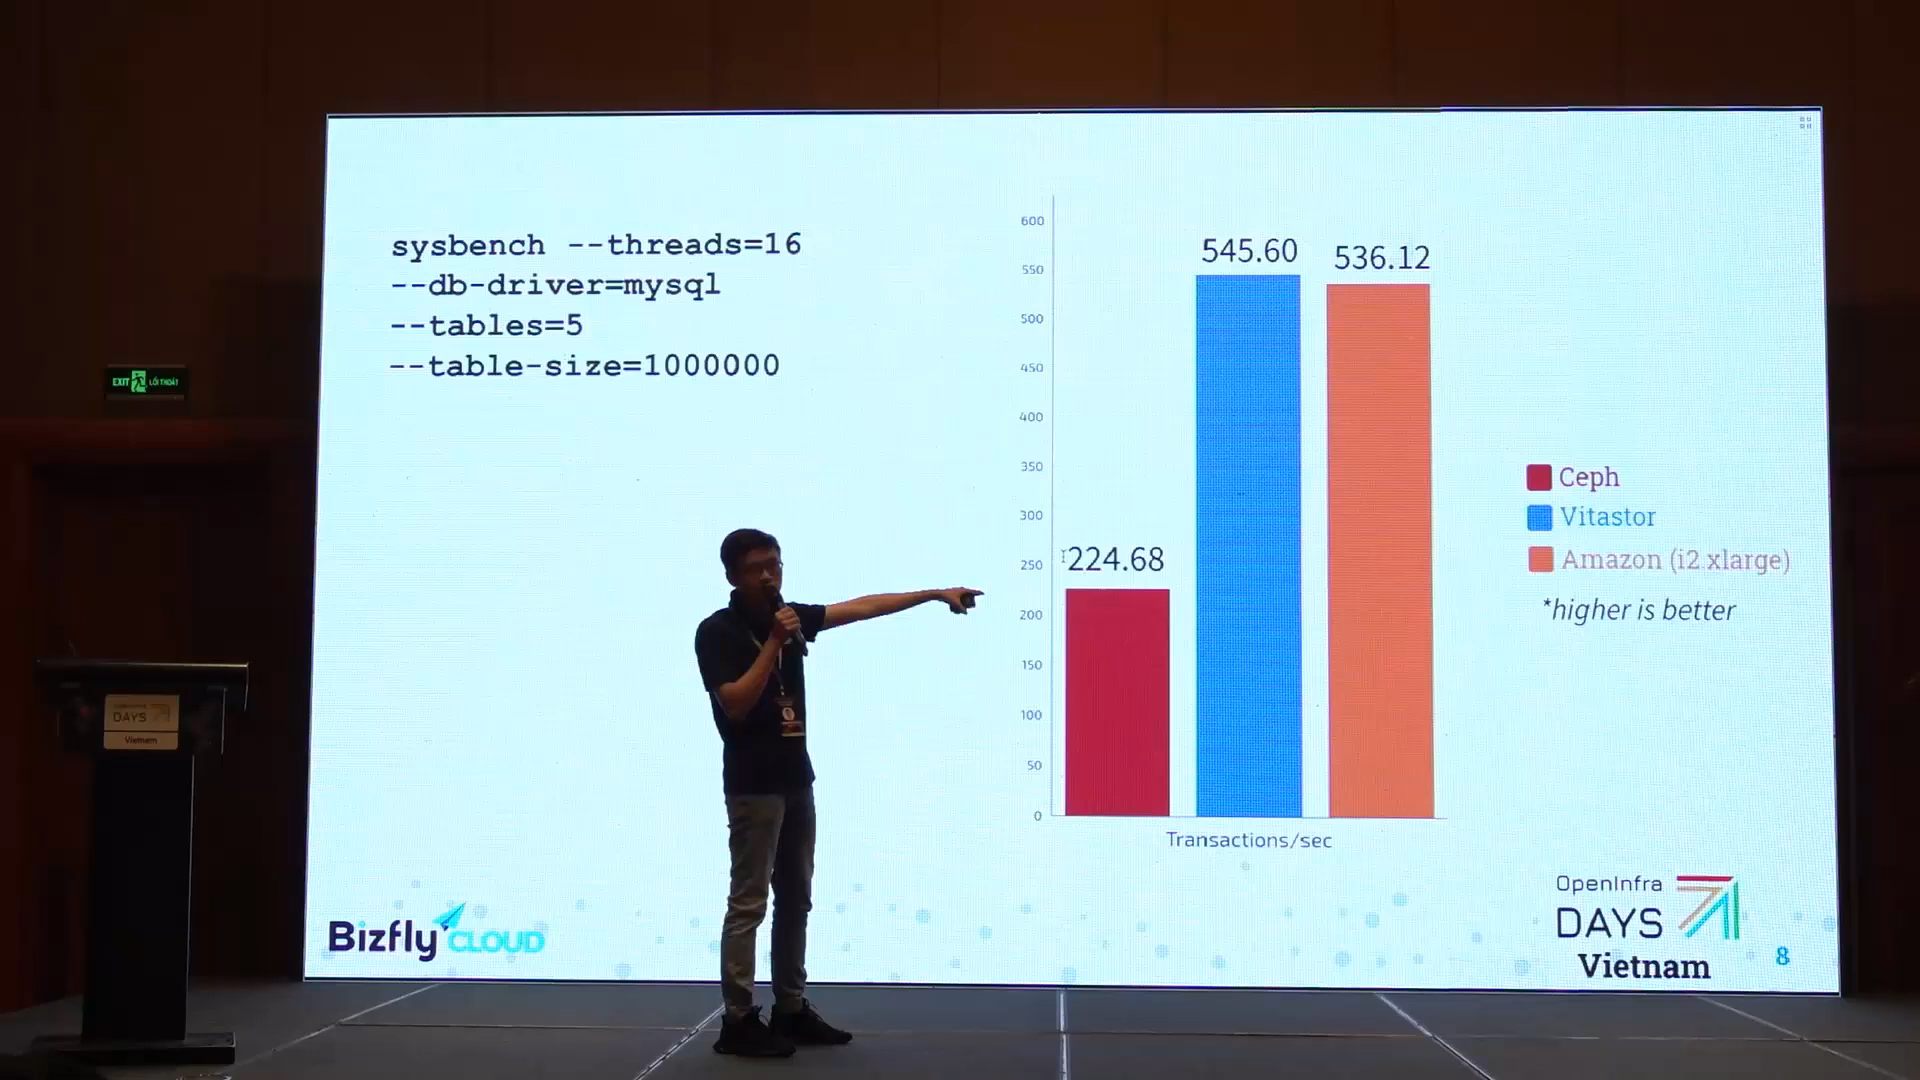 sysbench --threads=16
--db-driver=mysql
--tables=5
--table-size=1000000
600
550
500
450
400
350
300
250
200
150
100
50
0
224.68
545.60
536.12
Transactions/sec
Ceph
Vitastor
Amazon (i2.xlarge)
*higher is better
Bizfly CLOUD
OpenInfra
DAYS
Vietnam
8
EXIT LỐI THOÁT
DAYS
Vietnam